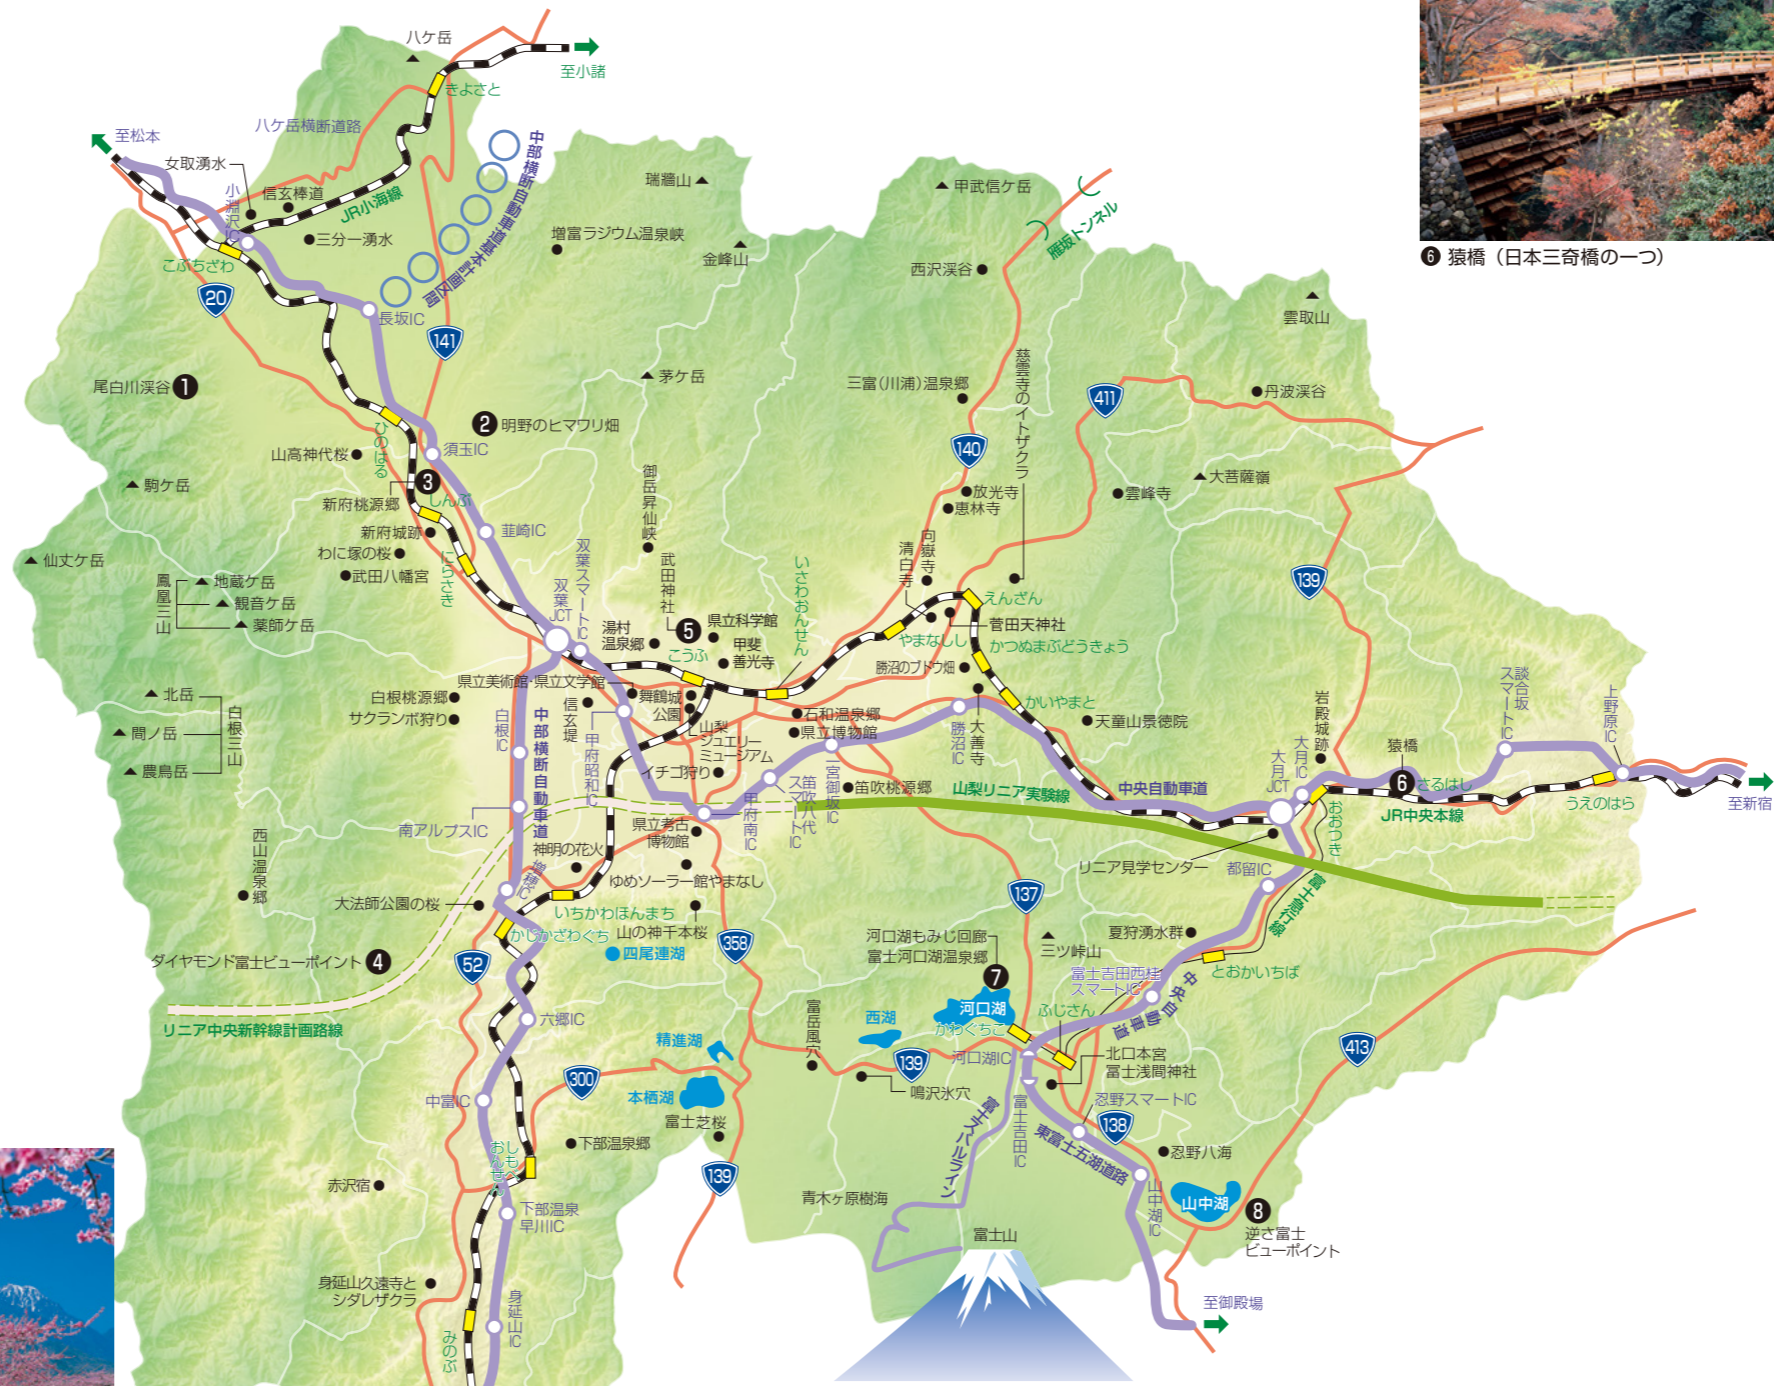 八ケ岳
至小諸
きよさと
八ケ岳横断道路
至松本
女取湧水
信玄棒道
小淵沢IC
JR小海線
三分一湧水
こぶちざわ
20
長坂IC
141
中部横断自動車道基本計画区間
瑞牆山
増富ラジウム温泉峡
金峰山
甲武信ケ岳
雁坂トンネル
西沢渓谷
雲取山
❻ 猿橋（日本三奇橋の一つ）
尾白川渓谷
1
2
明野のヒマワリ畑
茅ケ岳
三富（川浦）温泉郷
慈雲寺のイトザクラ
411
丹波渓谷
ひのはる
須玉IC
山高神代桜
140
大菩薩嶺
駒ケ岳
3
新府桃源郷
しんぷ
御岳昇仙峡
放光寺
恵林寺
雲峰寺
新府城跡
韮崎IC
わに塚の桜
武田八幡宮
にらさき
仙丈ケ岳
鳳凰三山
地蔵ケ岳
観音ケ岳
薬師ケ岳
双葉スマートIC
双葉JCT
武田神社
いさわおんせん
清白寺
向嶽寺
えんざん
139
湯村
温泉郷
5
県立科学館
甲斐
善光寺
こうふ
やまなしし
菅田天神社
かつぬまぶどうきょう
勝沼のブドウ畑
県立美術館・県立文学館
北岳
間ノ岳
農鳥岳
白根三山
白根桃源郷
サクランボ狩り
白根IC
中部横断自動車道
信玄堤
甲府昭和IC
舞鶴城
公園
山梨
ジュエリー
ミュージアム
石和温泉郷
県立博物館
かいやまと
勝沼IC
大善寺
天童山景徳院
岩殿城跡
談合坂
スマートIC
上野原IC
大月IC
大月JCT
猿橋
6
さるはし
うえのはら
至新宿
イチゴ狩り
笛吹八代
スマートIC
一宮御坂IC
笛吹桃源郷
山梨リニア実験線
中央自動車道
JR中央本線
おおつき
南アルプスIC
県立考古
博物館
甲府南IC
神明の花火
リニア見学センター
都留IC
西山温泉郷
増穂IC
ゆめソーラー館やまなし
大法師公園の桜
いちかわほんまち
山の神千本桜
137
富士急行線
かじかざわぐち
四尾連湖
358
河口湖もみじ回廊
富士河口湖温泉郷
三ツ峠山
夏狩湧水群
ダイヤモンド富士ビューポイント
4
52
7
富士吉田西桂
スマートIC
中央自動車道
とおかいちば
リニア中央新幹線計画路線
六郷IC
精進湖
富岳風穴
西湖
河口湖
かわぐちこ
ふじさん
河口湖IC
413
北口本宮
富士浅間神社
300
139
中富IC
本栖湖
鳴沢氷穴
富士芝桜
富士吉田IC
忍野スマートIC
138
下部温泉郷
しもべ
おんせん
富士スバルライン
東富士五湖道路
忍野八海
139
赤沢宿
下部温泉
早川IC
青木ヶ原樹海
山中湖IC
山中湖
8
逆さ富士
ビューポイント
富士山
身延山久遠寺と
シダレザクラ
身延山IC
至御殿場
みのぶ